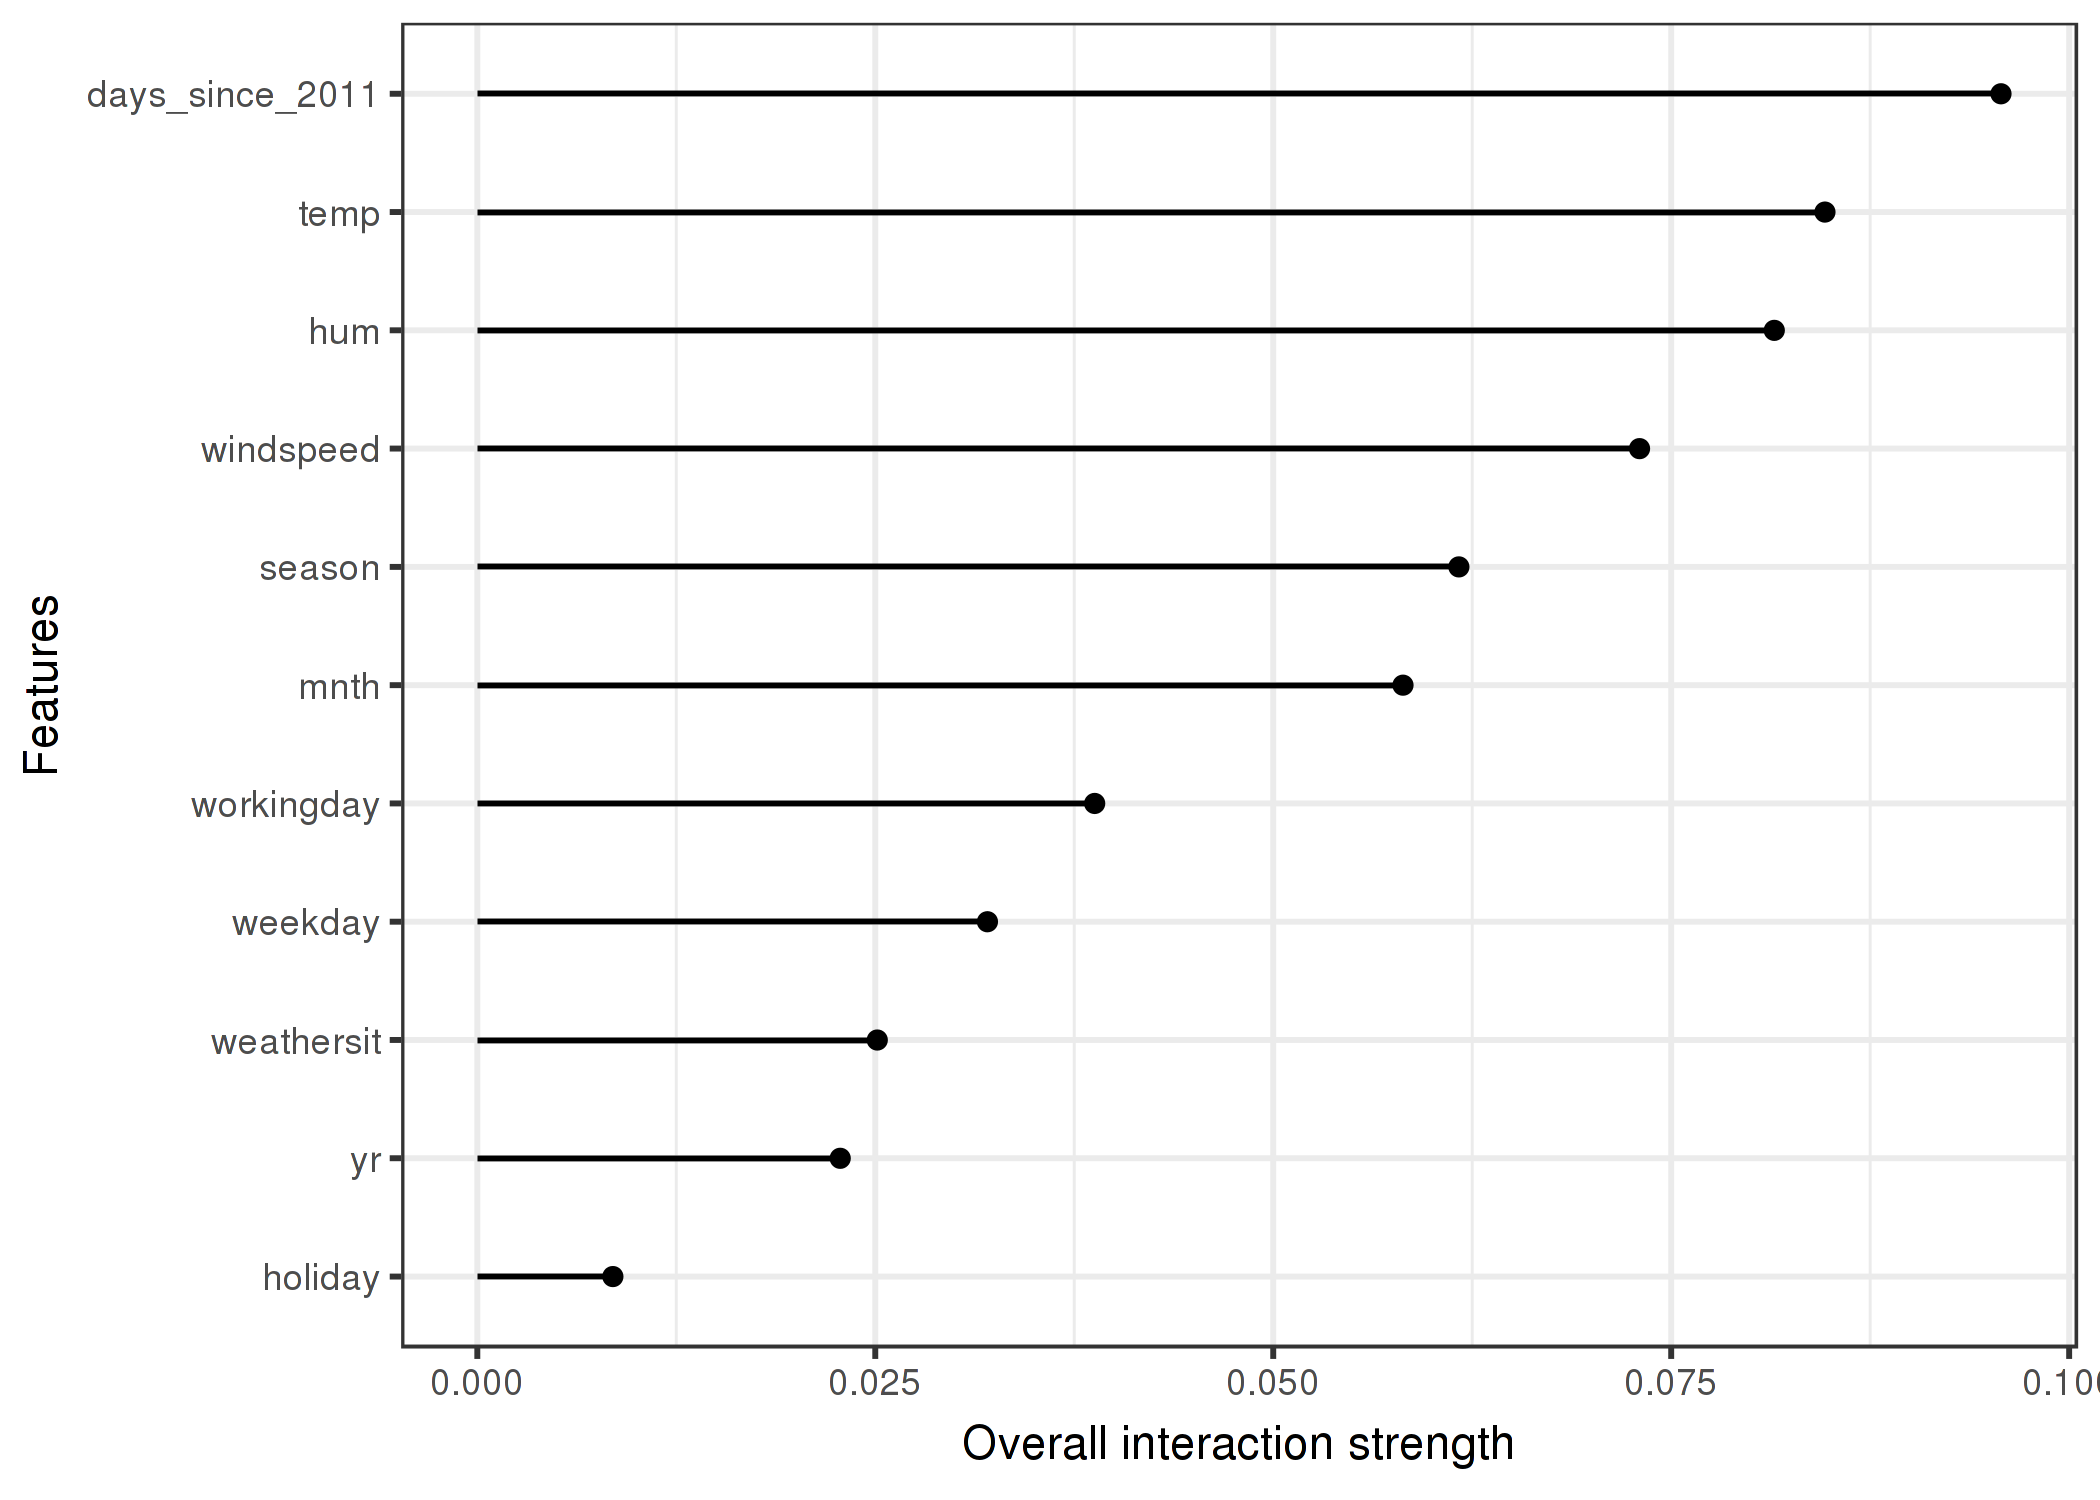 days_since_2011
temp
hum
windspeed
season
mnth
workingday
weekday
weathersit
yr
holiday
Features
0.000 0.025 0.050 0.075 0.100
Overall interaction strength